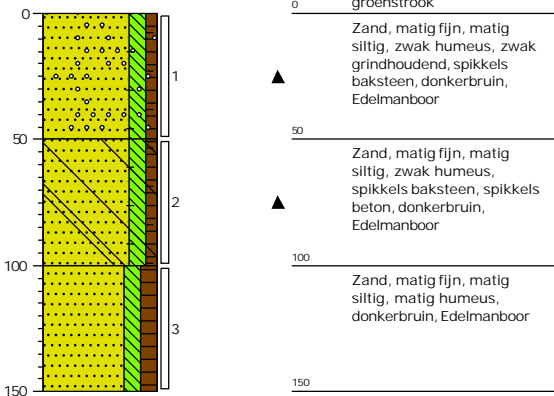 0
50
100
150
1
2
3
0
groenstrook
Zand, matig fijn, matig
siltig, zwak humeus, zwak
grindhoudend, spikkels
baksteen, donkerbruin,
Edelmanboor
50
Zand, matig fijn, matig
siltig, zwak humeus,
spikkels baksteen, spikkels
beton, donkerbruin,
Edelmanboor
100
Zand, matig fijn, matig
siltig, matig humeus,
donkerbruin, Edelmanboor
150